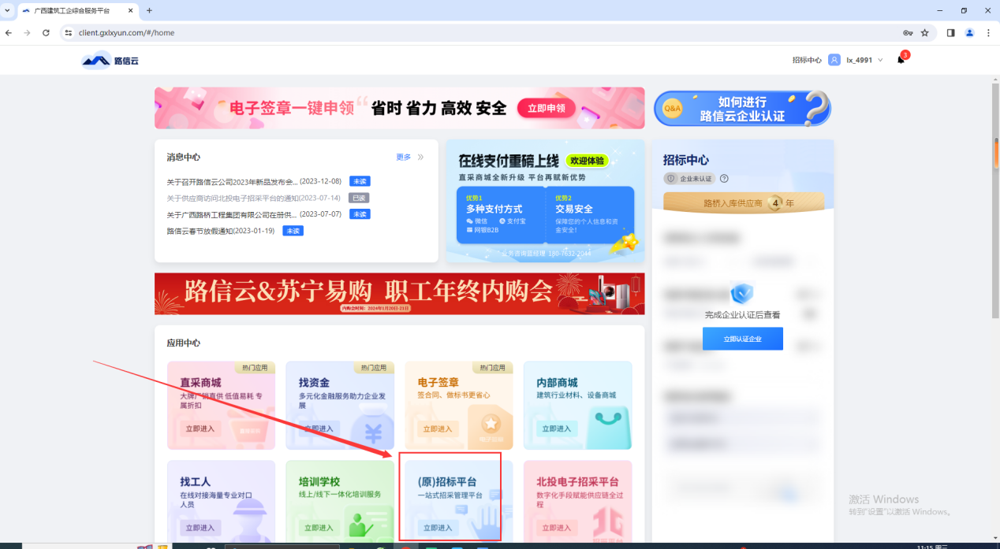 广西建筑工企综合服务平台
client.gxlxyun.com/#/home
路信云
招标中心
lx_4991
3
电子签章一键申领
省时 省力 高效 安全
立即申领
Q&A
如何进行
路信云企业认证
消息中心
更多
关于召开路信云公司2023年新品发布会... (2023-12-08)
未读
关于供应商访问北投电子招采平台的通知(2023-07-14)
已读
关于广西路桥工程集团有限公司在册供... (2023-07-07)
未读
路信云春节放假通知(2023-01-19)
未读
在线支付重磅上线
欢迎体验
直采商城全新升级 平台再赋新优势
优势1
多种支付方式
微信
支付宝
网银B2B
优势2
交易安全
保障您的个人信息和资
金安全!
业务咨询蓝经理 180-7632-2044
招标中心
企业未认证
路桥入库供应商 4 年
完成企业认证后查看
立即认证企业
路信云&苏宁易购 职工年终内购会
内购会时间：2024年1月20日-21日
应用中心
热门应用
直采商城
大牌厂销直供 低值易耗 专
属折扣
立即进入
热门应用
找资金
多元化金融服务助力企业发
展
立即进入
热门应用
电子签章
签合同、做标书更省心
立即进入
内部商城
建筑行业材料、设备商城
立即进入
找工人
在线对接海量专业对口
人员
立即进入
培训学校
线上/线下一体化培训服务
立即进入
(原)招标平台
一站式招采管理平台
立即进入
北投电子招采平台
数字化手段赋能供应链全过
程
立即进入
激活 Windows
转到"设置"以激活 Windows。
11:15 周三